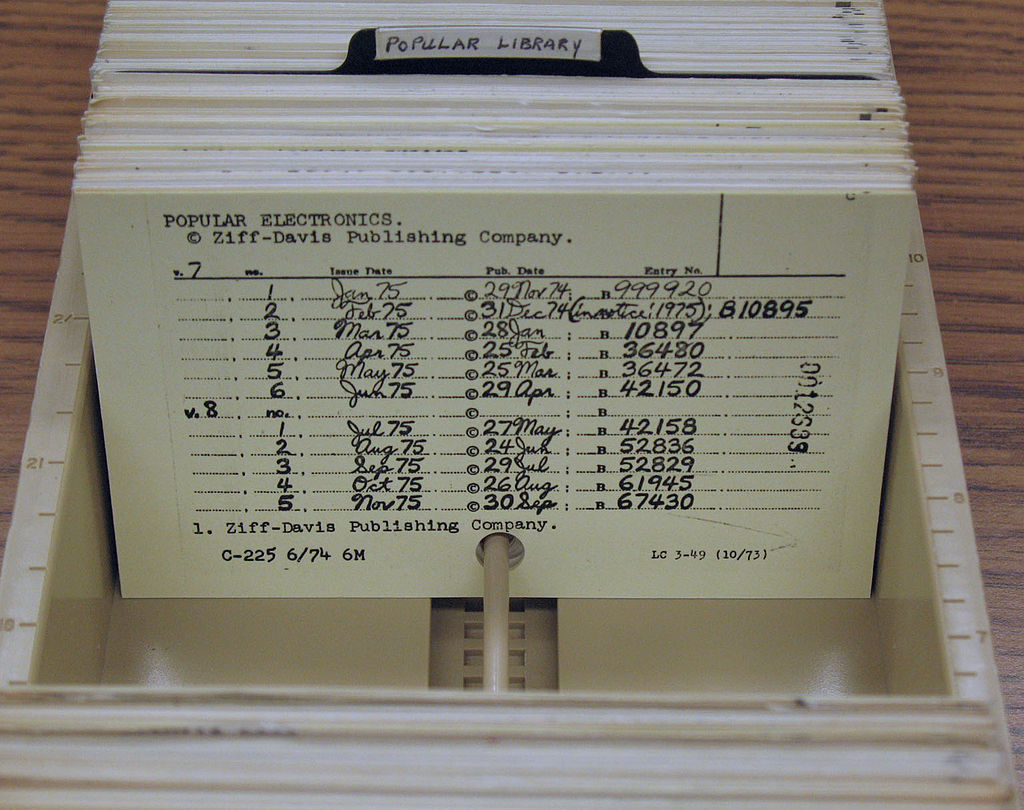 POPULAR LIBRARY
POPULAR ELECTRONICS.
© Ziff-Davis Publishing Company.
v. 7 no. Issue Date Pub. Date Entry No.
1 Jan 75 © 29 Nov 74; B 999920
2 Feb 75 © 31 Dec 74 (in notice: 1975); B10895
3 Mar 75 © 28 Jan ; B 10897
4 Apr 75 © 25 Feb ; B 36480
5 May 75 © 25 Mar ; B 36472
6 Jun 75 © 29 Apr ; B 42150
v. 8 no. © ; B
1 Jul 75 © 27 May ; B 42158
2 Aug 75 © 24 Jun ; B 52836
3 Sep 75 © 29 Jul ; B 52829
4 Oct 75 © 26 Aug ; B 61945
5 Nov 75 © 30 Sep ; B 67430
1. Ziff-Davis Publishing Company.
C-225 6/74 6M LC 3-49 (10/73)
10
9
8
7
21